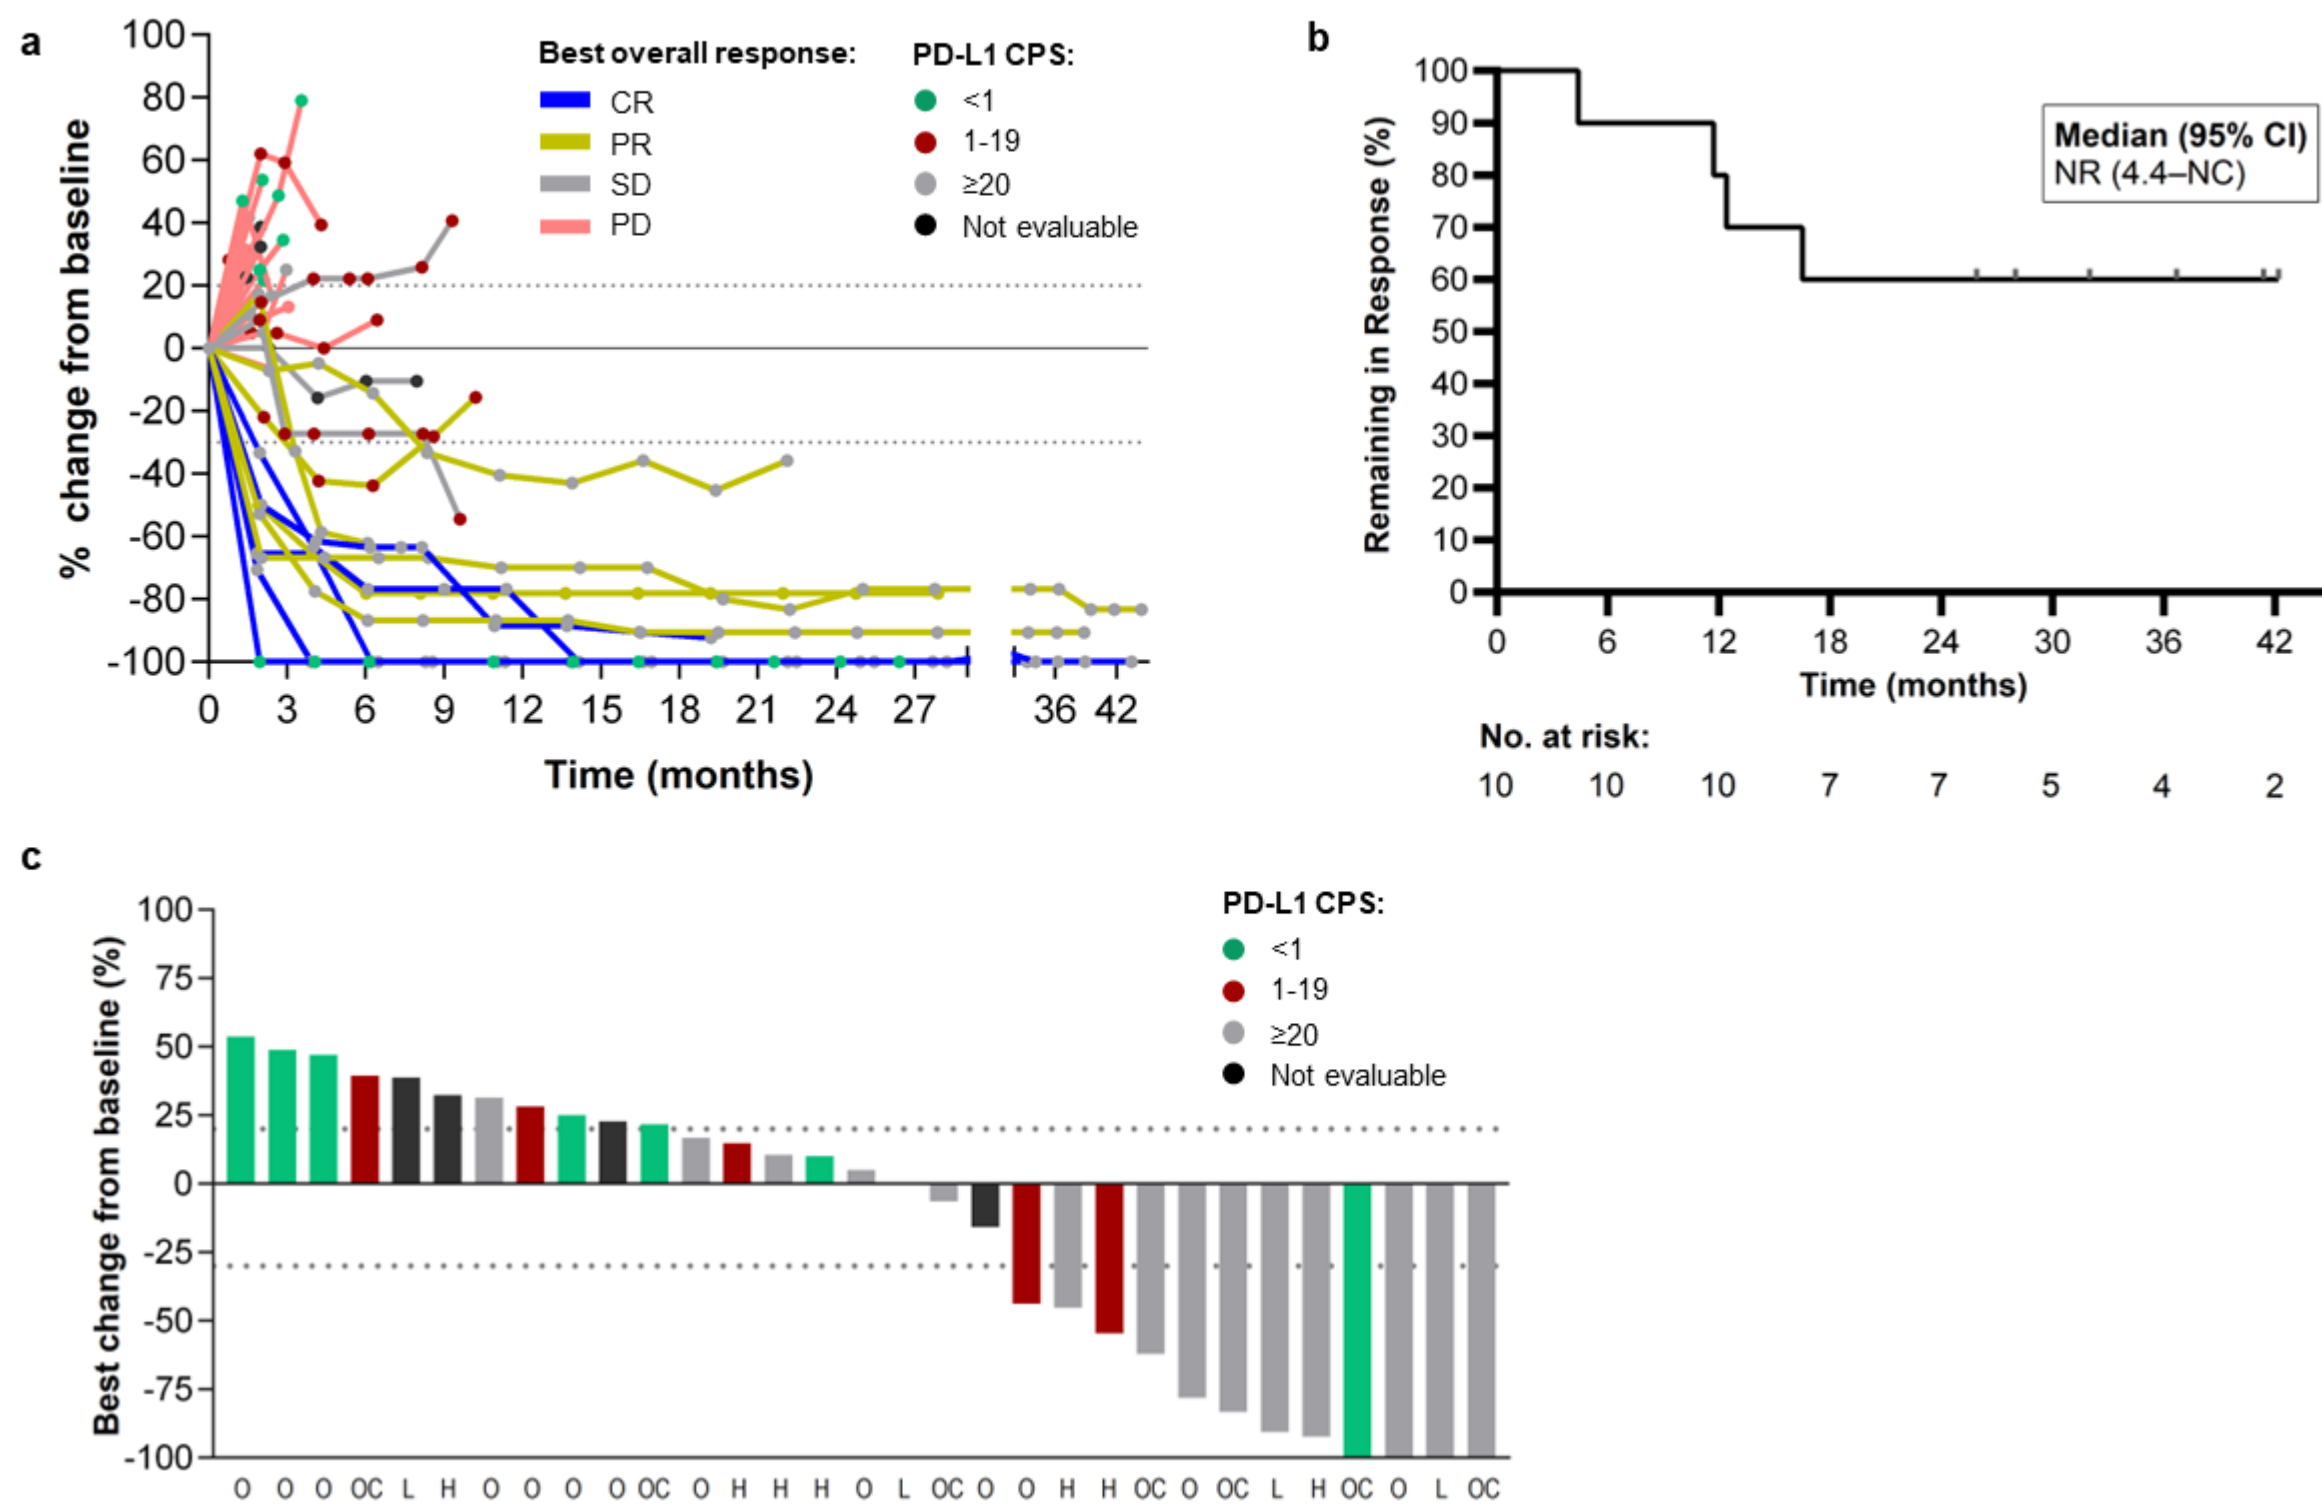 a
100
80
60
40
20
0
-20
-40
-60
-80
-100
% change from baseline
Best overall response:
CR
PR
SD
PD
PD-L1 CPS:
<1
1-19
≥20
Not evaluable
0 3 6 9 12 15 18 21 24 27 36 42
Time (months)
b
100
90
80
70
60
50
40
30
20
10
0
Remaining in Response (%)
Median (95% CI)
NR (4.4–NC)
0 6 12 18 24 30 36 42
Time (months)
No. at risk:
10 10 10 7 7 5 4 2
c
100
75
50
25
0
-25
-50
-75
-100
Best change from baseline (%)
PD-L1 CPS:
<1
1-19
≥20
Not evaluable
O O O OC L H O O O O OC O H H H O L OC O O H H OC O OC L H OC O L OC